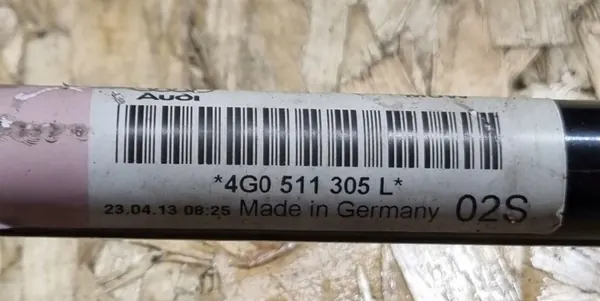 Audi
*4G0 511 305 L*
23.04.13 08:25 Made in Germany 02S